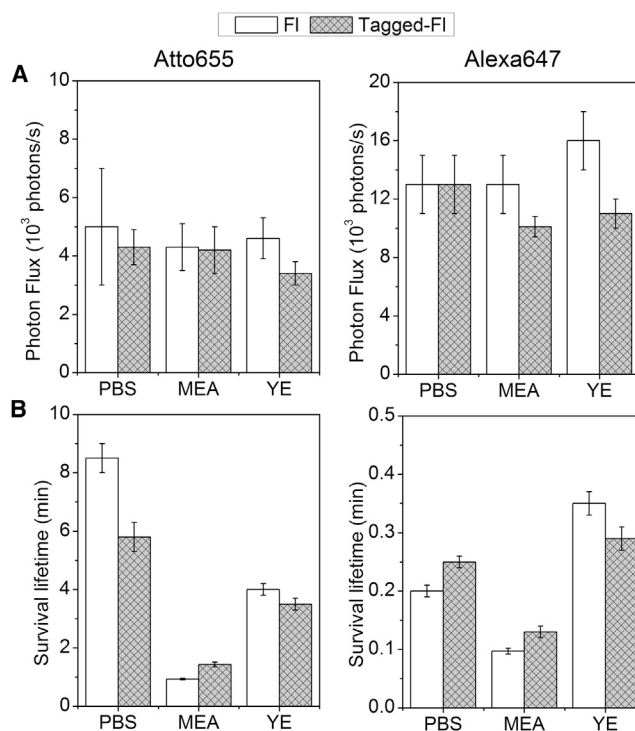 Fl Tagged-Fl
Atto655 Alexa647
A
Photon Flux (10³ photons/s)
10
8
6
4
2
0
PBS MEA YE
Photon Flux (10³ photons/s)
20
16
12
8
4
0
PBS MEA YE
B
Survival lifetime (min)
10
8
6
4
2
0
PBS MEA YE
Survival lifetime (min)
0.5
0.4
0.3
0.2
0.1
0.0
PBS MEA YE